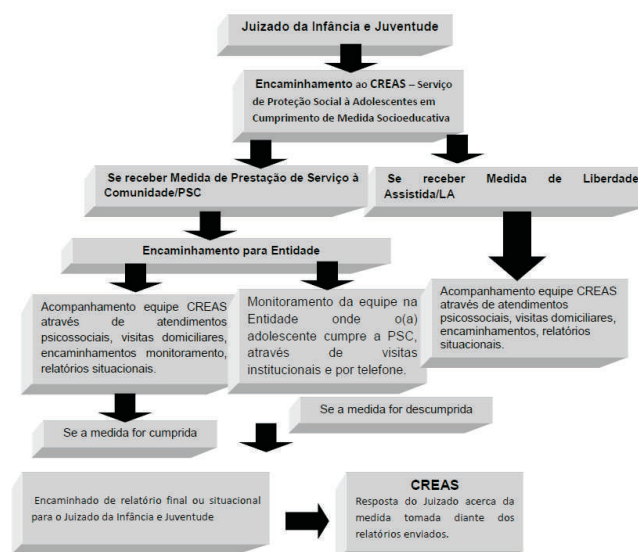 Juizado da Infância e Juventude
Encaminhamento ao CREAS – Serviço
de Proteção Social à Adolescentes em
Cumprimento de Medida Socioeducativa
Se receber Medida de Prestação de Serviço à
Comunidade/PSC
Se receber Medida de Liberdade
Assistida/LA
Encaminhamento para Entidade
Acompanhamento equipe CREAS
através de atendimentos
psicossociais, visitas domiciliares,
encaminhamentos monitoramento,
relatórios situacionais.
Monitoramento da equipe na
Entidade onde o(a)
adolescente cumpre a PSC,
através de visitas
institucionais e por telefone.
Acompanhamento equipe CREAS
através de atendimentos
psicossociais, visitas domiciliares,
encaminhamentos, relatórios
situacionais.
Se a medida for cumprida
Se a medida for descumprida
Encaminhado de relatório final ou situacional
para o Juizado da Infância e Juventude
CREAS
Resposta do Juizado acerca da
medida tomada diante dos
relatórios enviados.